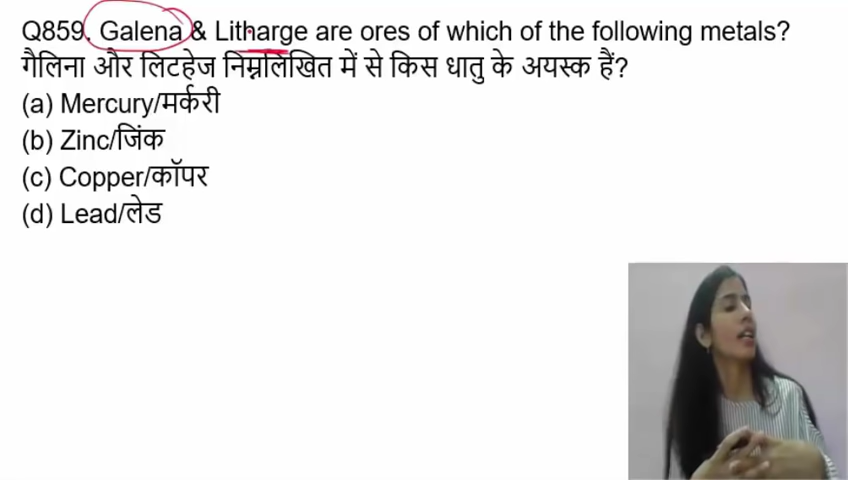 Q859. Galena & Litharge are ores of which of the following metals?
गैलिना और लिटहेज निम्नलिखित में से किस धातु के अयस्क हैं?
(a) Mercury/मर्करी
(b) Zinc/जिंक
(c) Copper/कॉपर
(d) Lead/लेड